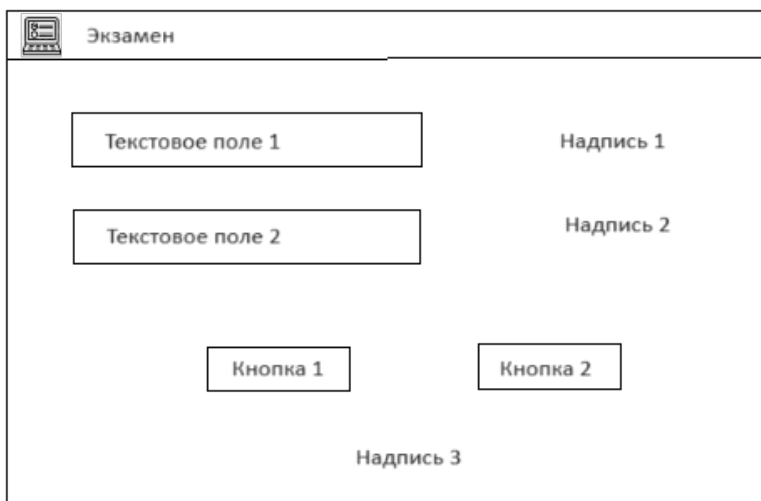 Экзамен
Текстовое поле 1
Надпись 1
Текстовое поле 2
Надпись 2
Кнопка 1
Кнопка 2
Надпись 3